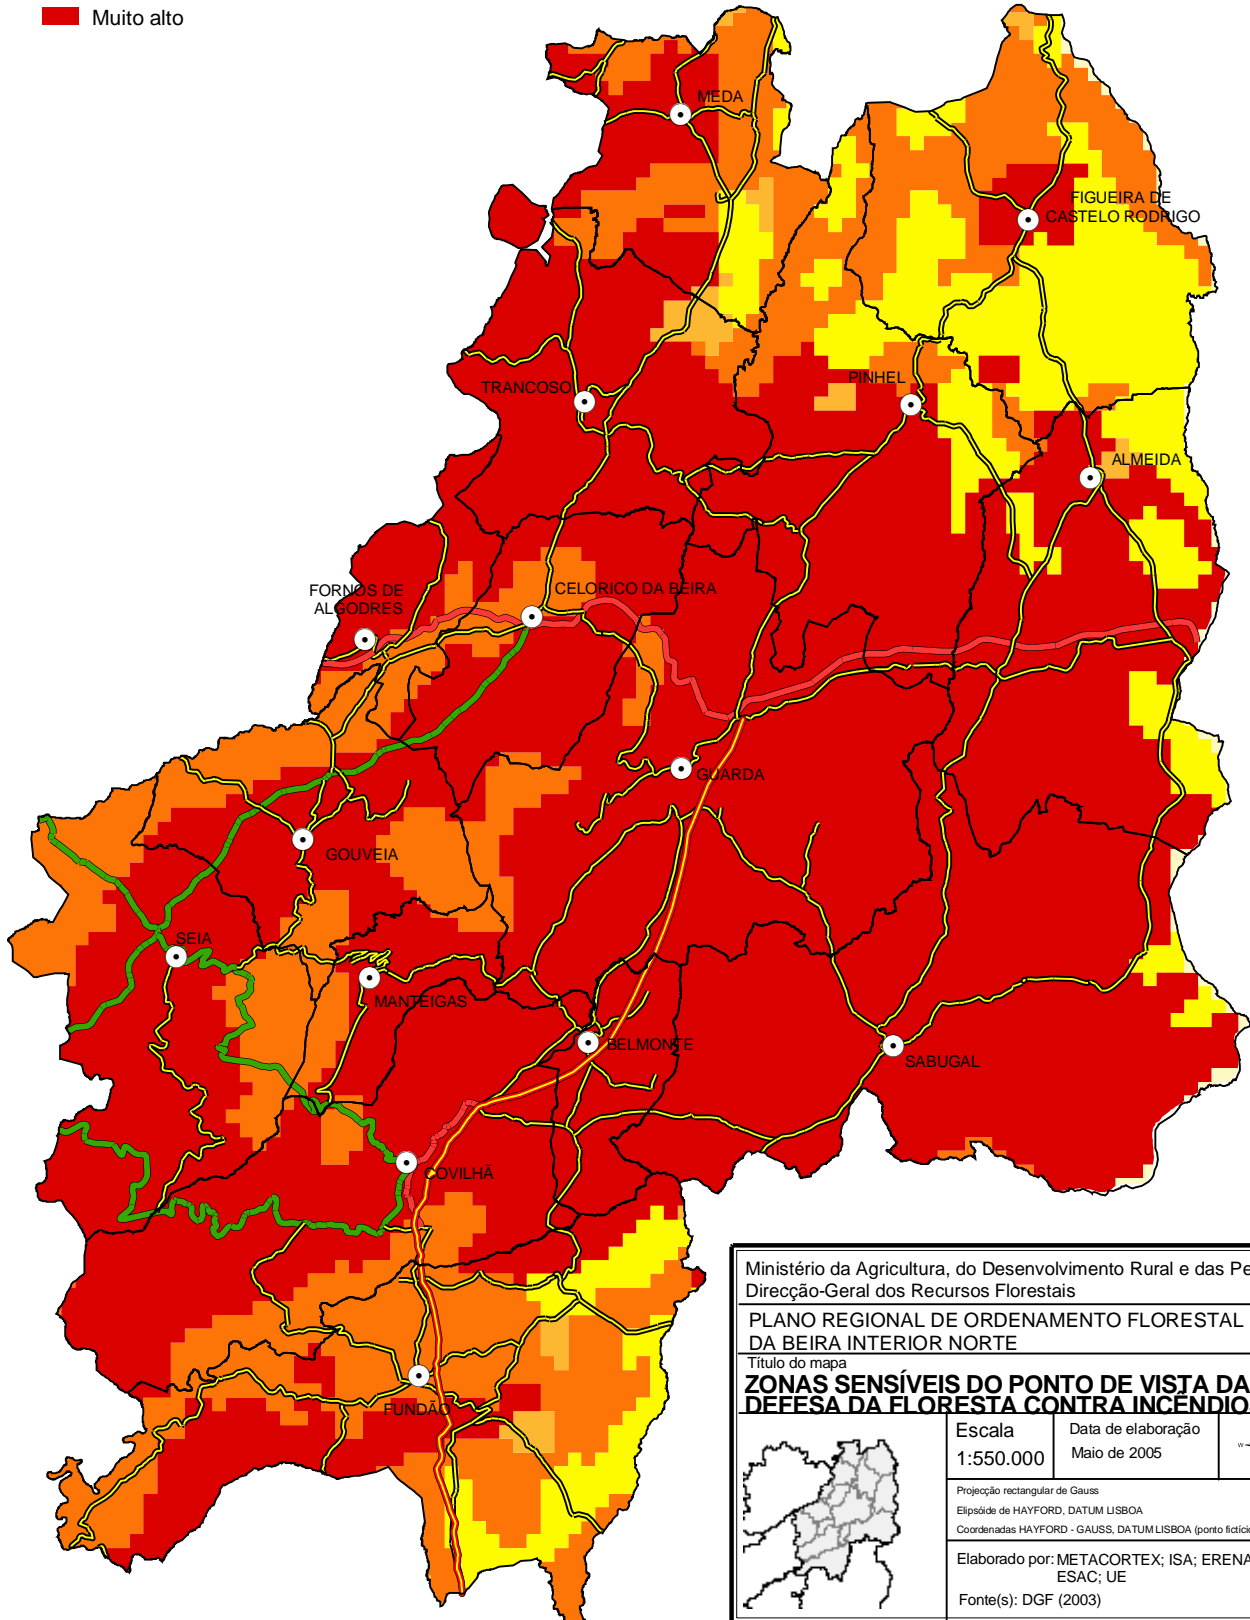 Muito alto
MEDA
FIGUEIRA DE
CASTELO RODRIGO
TRANCOSO
PINHEL
ALMEIDA
FORNOS DE
ALGODRES
CELORICO DA BEIRA
GUARDA
GOUVEIA
SEIA
MANTEIGAS
BELMONTE
SABUGAL
COVILHÃ
FUNDÃO
Ministério da Agricultura, do Desenvolvimento Rural e das Pe
Direcção-Geral dos Recursos Florestais
PLANO REGIONAL DE ORDENAMENTO FLORESTAL
DA BEIRA INTERIOR NORTE
Título do mapa
ZONAS SENSÍVEIS DO PONTO DE VISTA DA
DEFESA DA FLORESTA CONTRA INCÊNDIO
Escala
1:550.000
Data de elaboração
Maio de 2005
W
Projecção rectangular de Gauss
Elipsóide de HAYFORD, DATUM LISBOA
Coordenadas HAYFORD - GAUSS, DATUM LISBOA (ponto fictíci
Elaborado por: METACORTEX; ISA; ERENA
ESAC; UE
Fonte(s): DGF (2003)